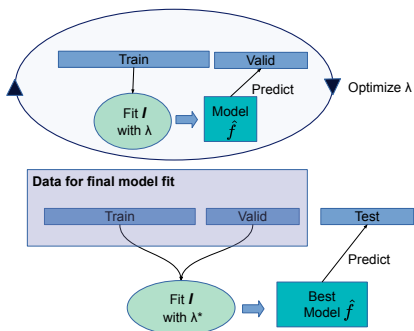 Train
Valid
Predict
Optimize λ
Fit I
with λ
Model
f̂
Data for final model fit
Train
Valid
Test
Predict
Fit I
with λ*
Best
Model f̂